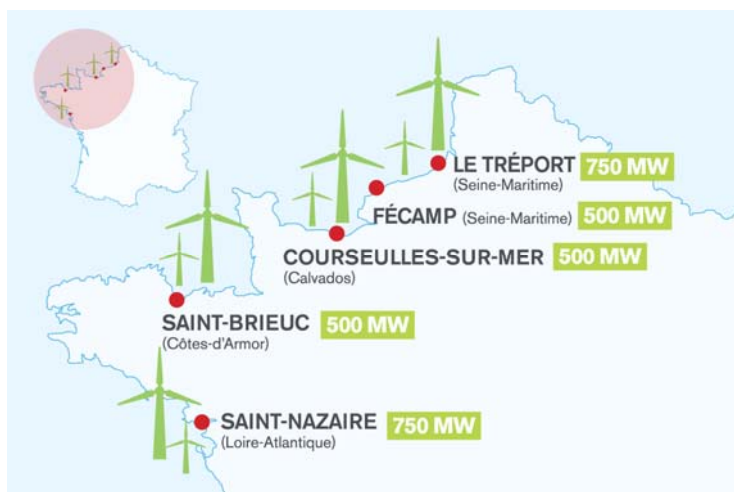 LE TRÉPORT 750 MW
(Seine-Maritime)
FÉCAMP (Seine-Maritime) 500 MW
COURSEULLES-SUR-MER 500 MW
(Calvados)
SAINT-BRIEUC 500 MW
(Côtes-d'Armor)
SAINT-NAZAIRE 750 MW
(Loire-Atlantique)